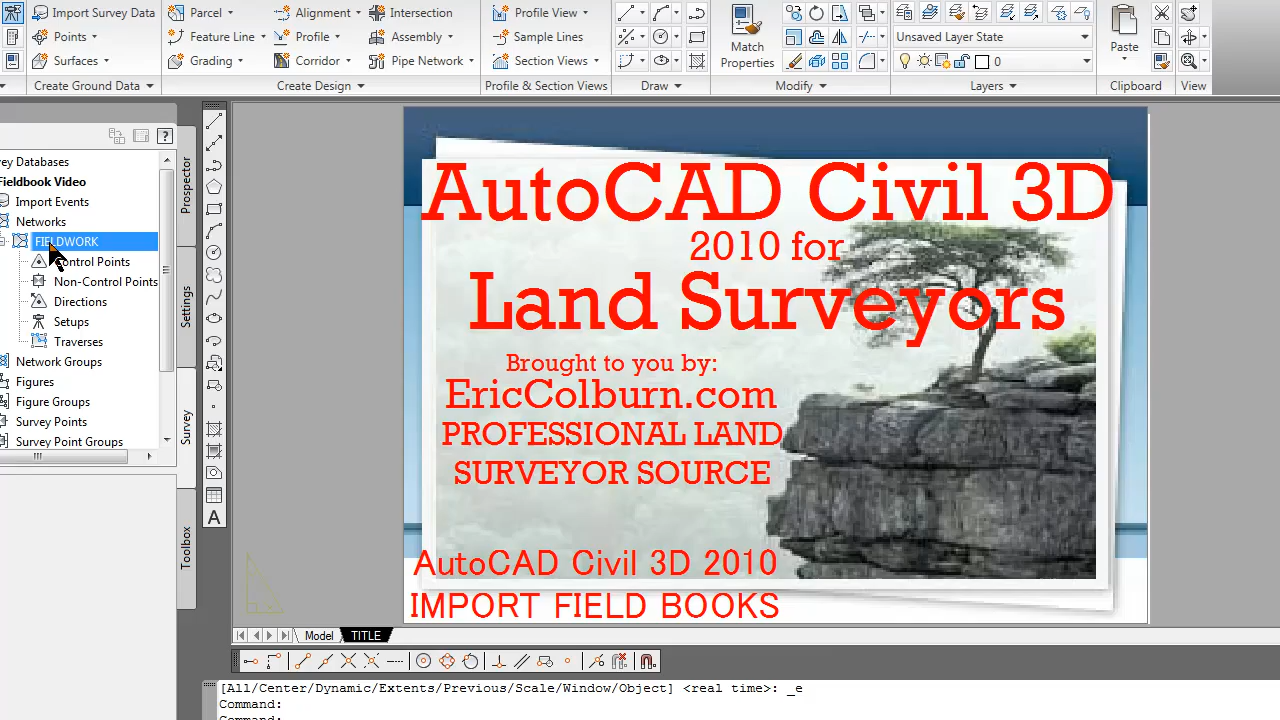 Import Survey Data
Parcel
Alignment
Intersection
Profile View
Points
Feature Line
Profile
Assembly
Sample Lines
Match
Properties
Unsaved Layer State
Paste
Surfaces
Grading
Corridor
Pipe Network
Section Views
0
Create Ground Data
Create Design
Profile & Section Views
Draw
Modify
Layers
Clipboard
View
?
vey Databases
Fieldbook Video
Import Events
Networks
FIELDWORK
Control Points
Non-Control Points
Directions
Setups
Traverses
Network Groups
Figures
Figure Groups
Survey Points
Survey Point Groups
Prospector
Settings
Survey
Toolbox
A
AutoCAD Civil 3D
2010 for
Land Surveyors
Brought to you by:
EricColburn.com
PROFESSIONAL LAND
SURVEYOR SOURCE
AutoCAD Civil 3D 2010
IMPORT FIELD BOOKS
Model
TITLE
[All/Center/Dynamic/Extents/Previous/Scale/Window/Object] <real time>: _e
Command:
Command: